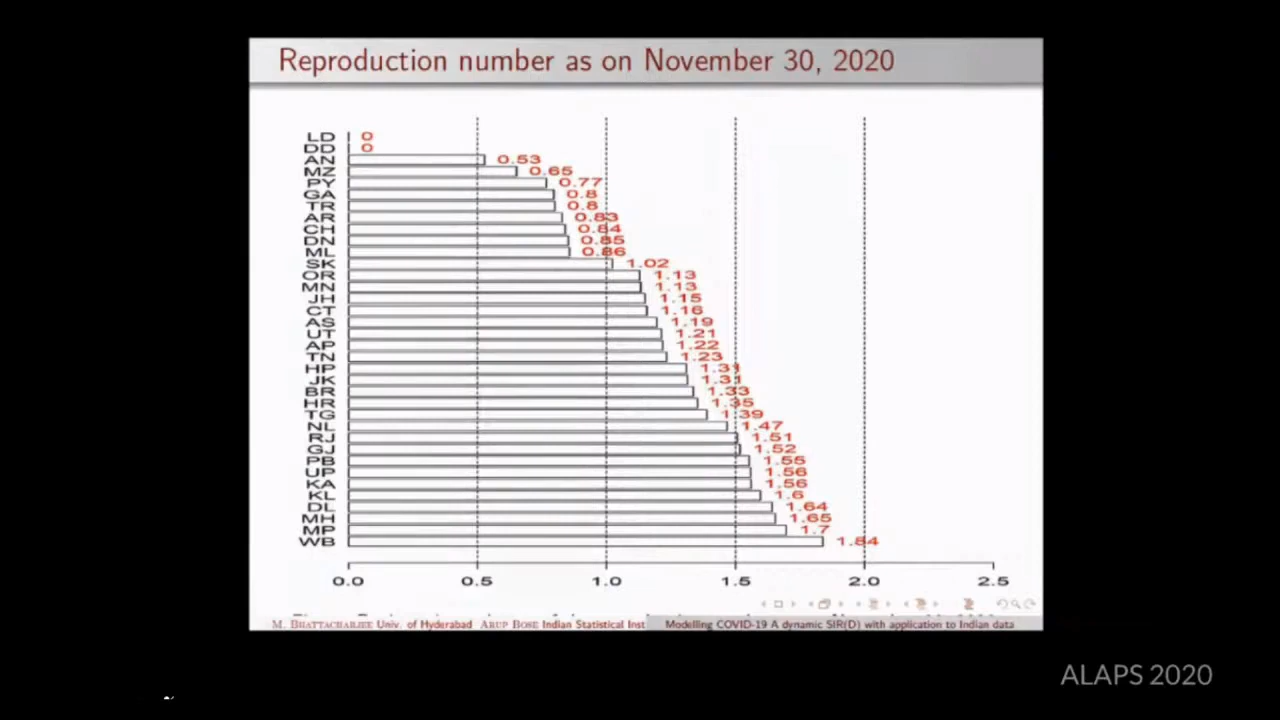 Reproduction number as on November 30, 2020
LD 0
DD 0
AN 0.53
MZ 0.65
PY 0.77
GA 0.8
TR 0.8
AR 0.83
CH 0.84
DN 0.85
ML 0.86
SK 1.02
OR 1.13
MN 1.13
JH 1.15
CT 1.16
AS 1.19
UT 1.21
AP 1.22
TN 1.23
HP 1.31
JK 1.31
BR 1.33
HR 1.35
TG 1.39
NL 1.47
RJ 1.51
GJ 1.52
PB 1.55
UP 1.56
KA 1.56
KL 1.6
DL 1.64
MH 1.65
MP 1.7
WB 1.84
0.0 0.5 1.0 1.5 2.0 2.5
M. BHATTACHARJEE Univ. of Hyderabad ARUP BOSE Indian Statistical Inst Modelling COVID-19 A dynamic SIR(D) with application to Indian data
ALAPS 2020